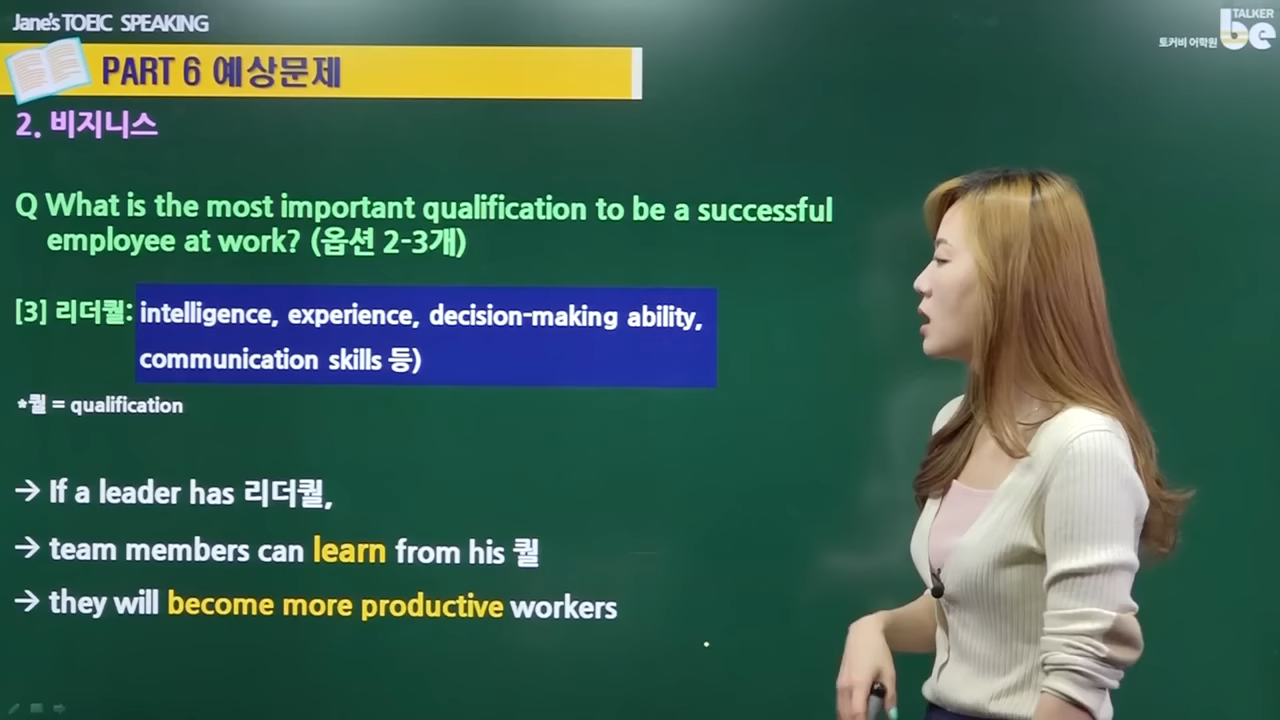 Jane's TOEIC SPEAKING
TALKER
be
토커비 어학원
PART 6 예상문제
2. 비지니스
Q What is the most important qualification to be a successful
employee at work? (옵션 2-3개)
[3] 리더퀄: intelligence, experience, decision-making ability,
communication skills 등)
*퀄 = qualification
→ If a leader has 리더퀄,
→ team members can learn from his 퀄
→ they will become more productive workers